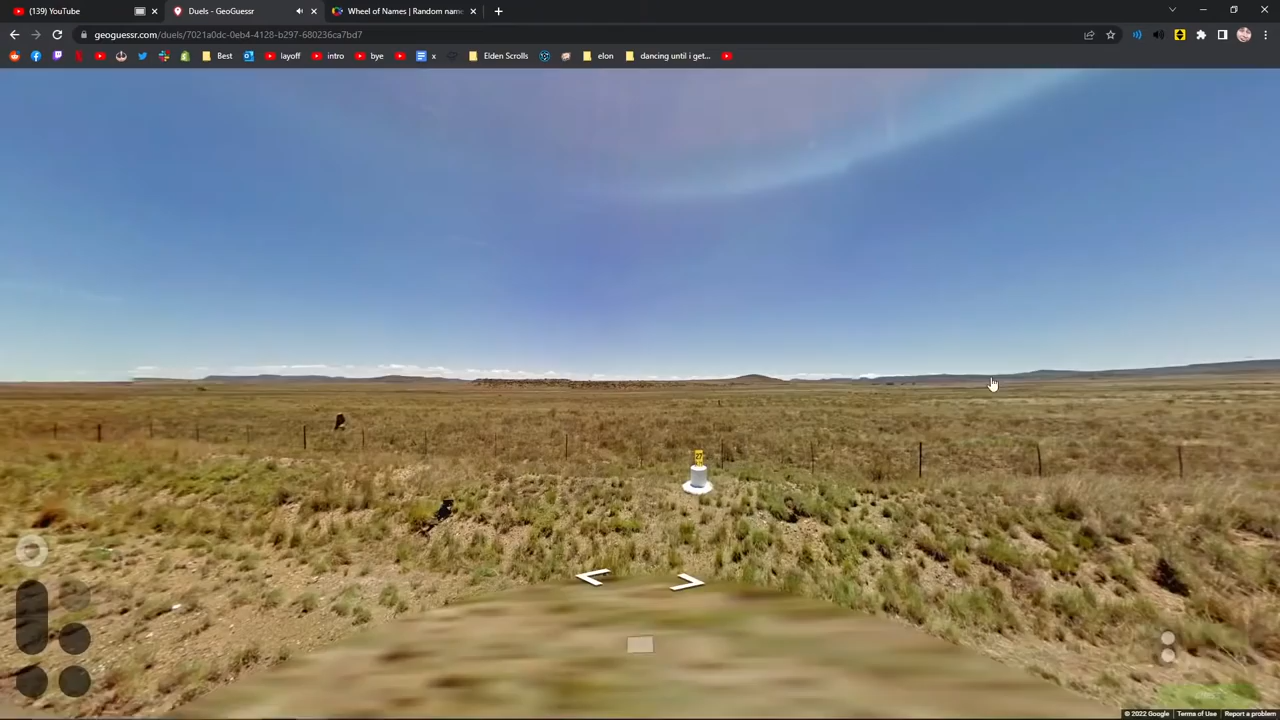 (139) YouTube
Duels - GeoGuessr
Wheel of Names | Random name
geoguessr.com/duels/7021a0dc-0eb4-4128-b297-680236ca7bd7
Best
layoff
intro
bye
x
Elden Scrolls
elon
dancing until i get...
© 2022 Google
Terms of Use
Report a problem